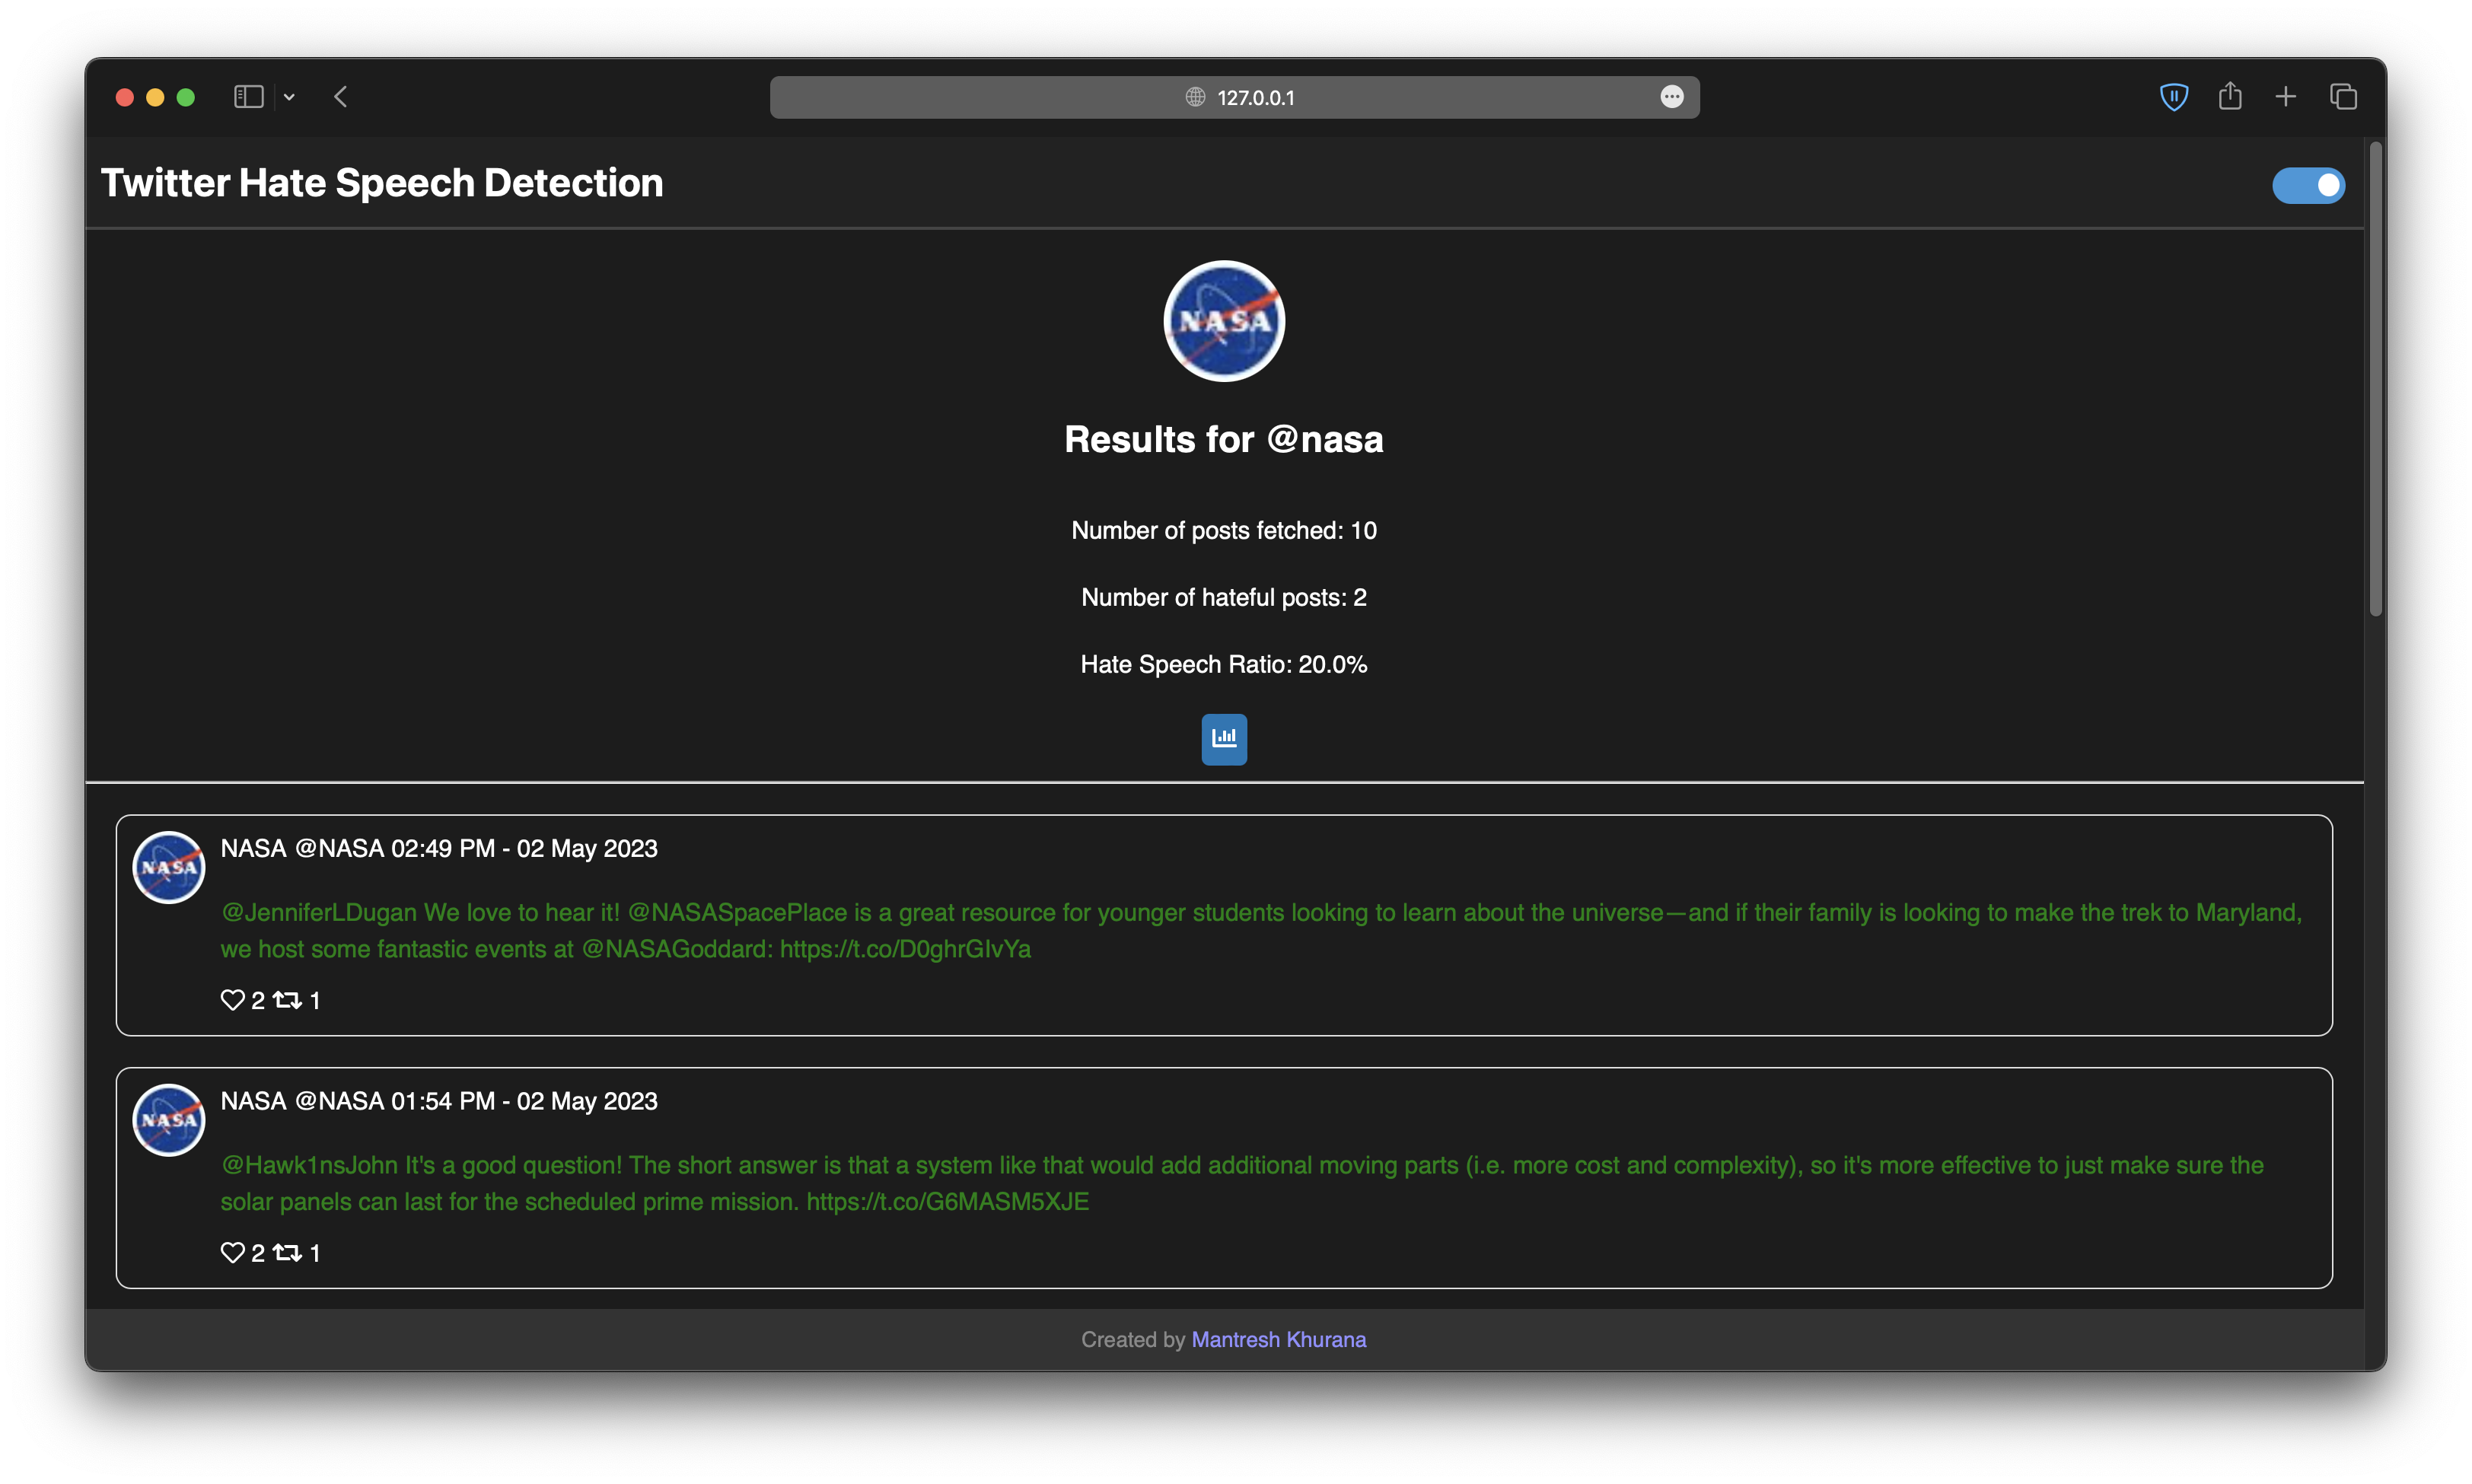 127.0.0.1
Twitter Hate Speech Detection
NASA
Results for @nasa
Number of posts fetched: 10
Number of hateful posts: 2
Hate Speech Ratio: 20.0%
NASA
NASA @NASA 02:49 PM - 02 May 2023
@JenniferLDugan We love to hear it! @NASASpacePlace is a great resource for younger students looking to learn about the universe—and if their family is looking to make the trek to Maryland,
we host some fantastic events at @NASAGoddard: https://t.co/D0ghrGIvYa
2 1
NASA
NASA @NASA 01:54 PM - 02 May 2023
@Hawk1nsJohn It's a good question! The short answer is that a system like that would add additional moving parts (i.e. more cost and complexity), so it's more effective to just make sure the
solar panels can last for the scheduled prime mission. https://t.co/G6MASM5XJE
2 1
Created by Mantresh Khurana